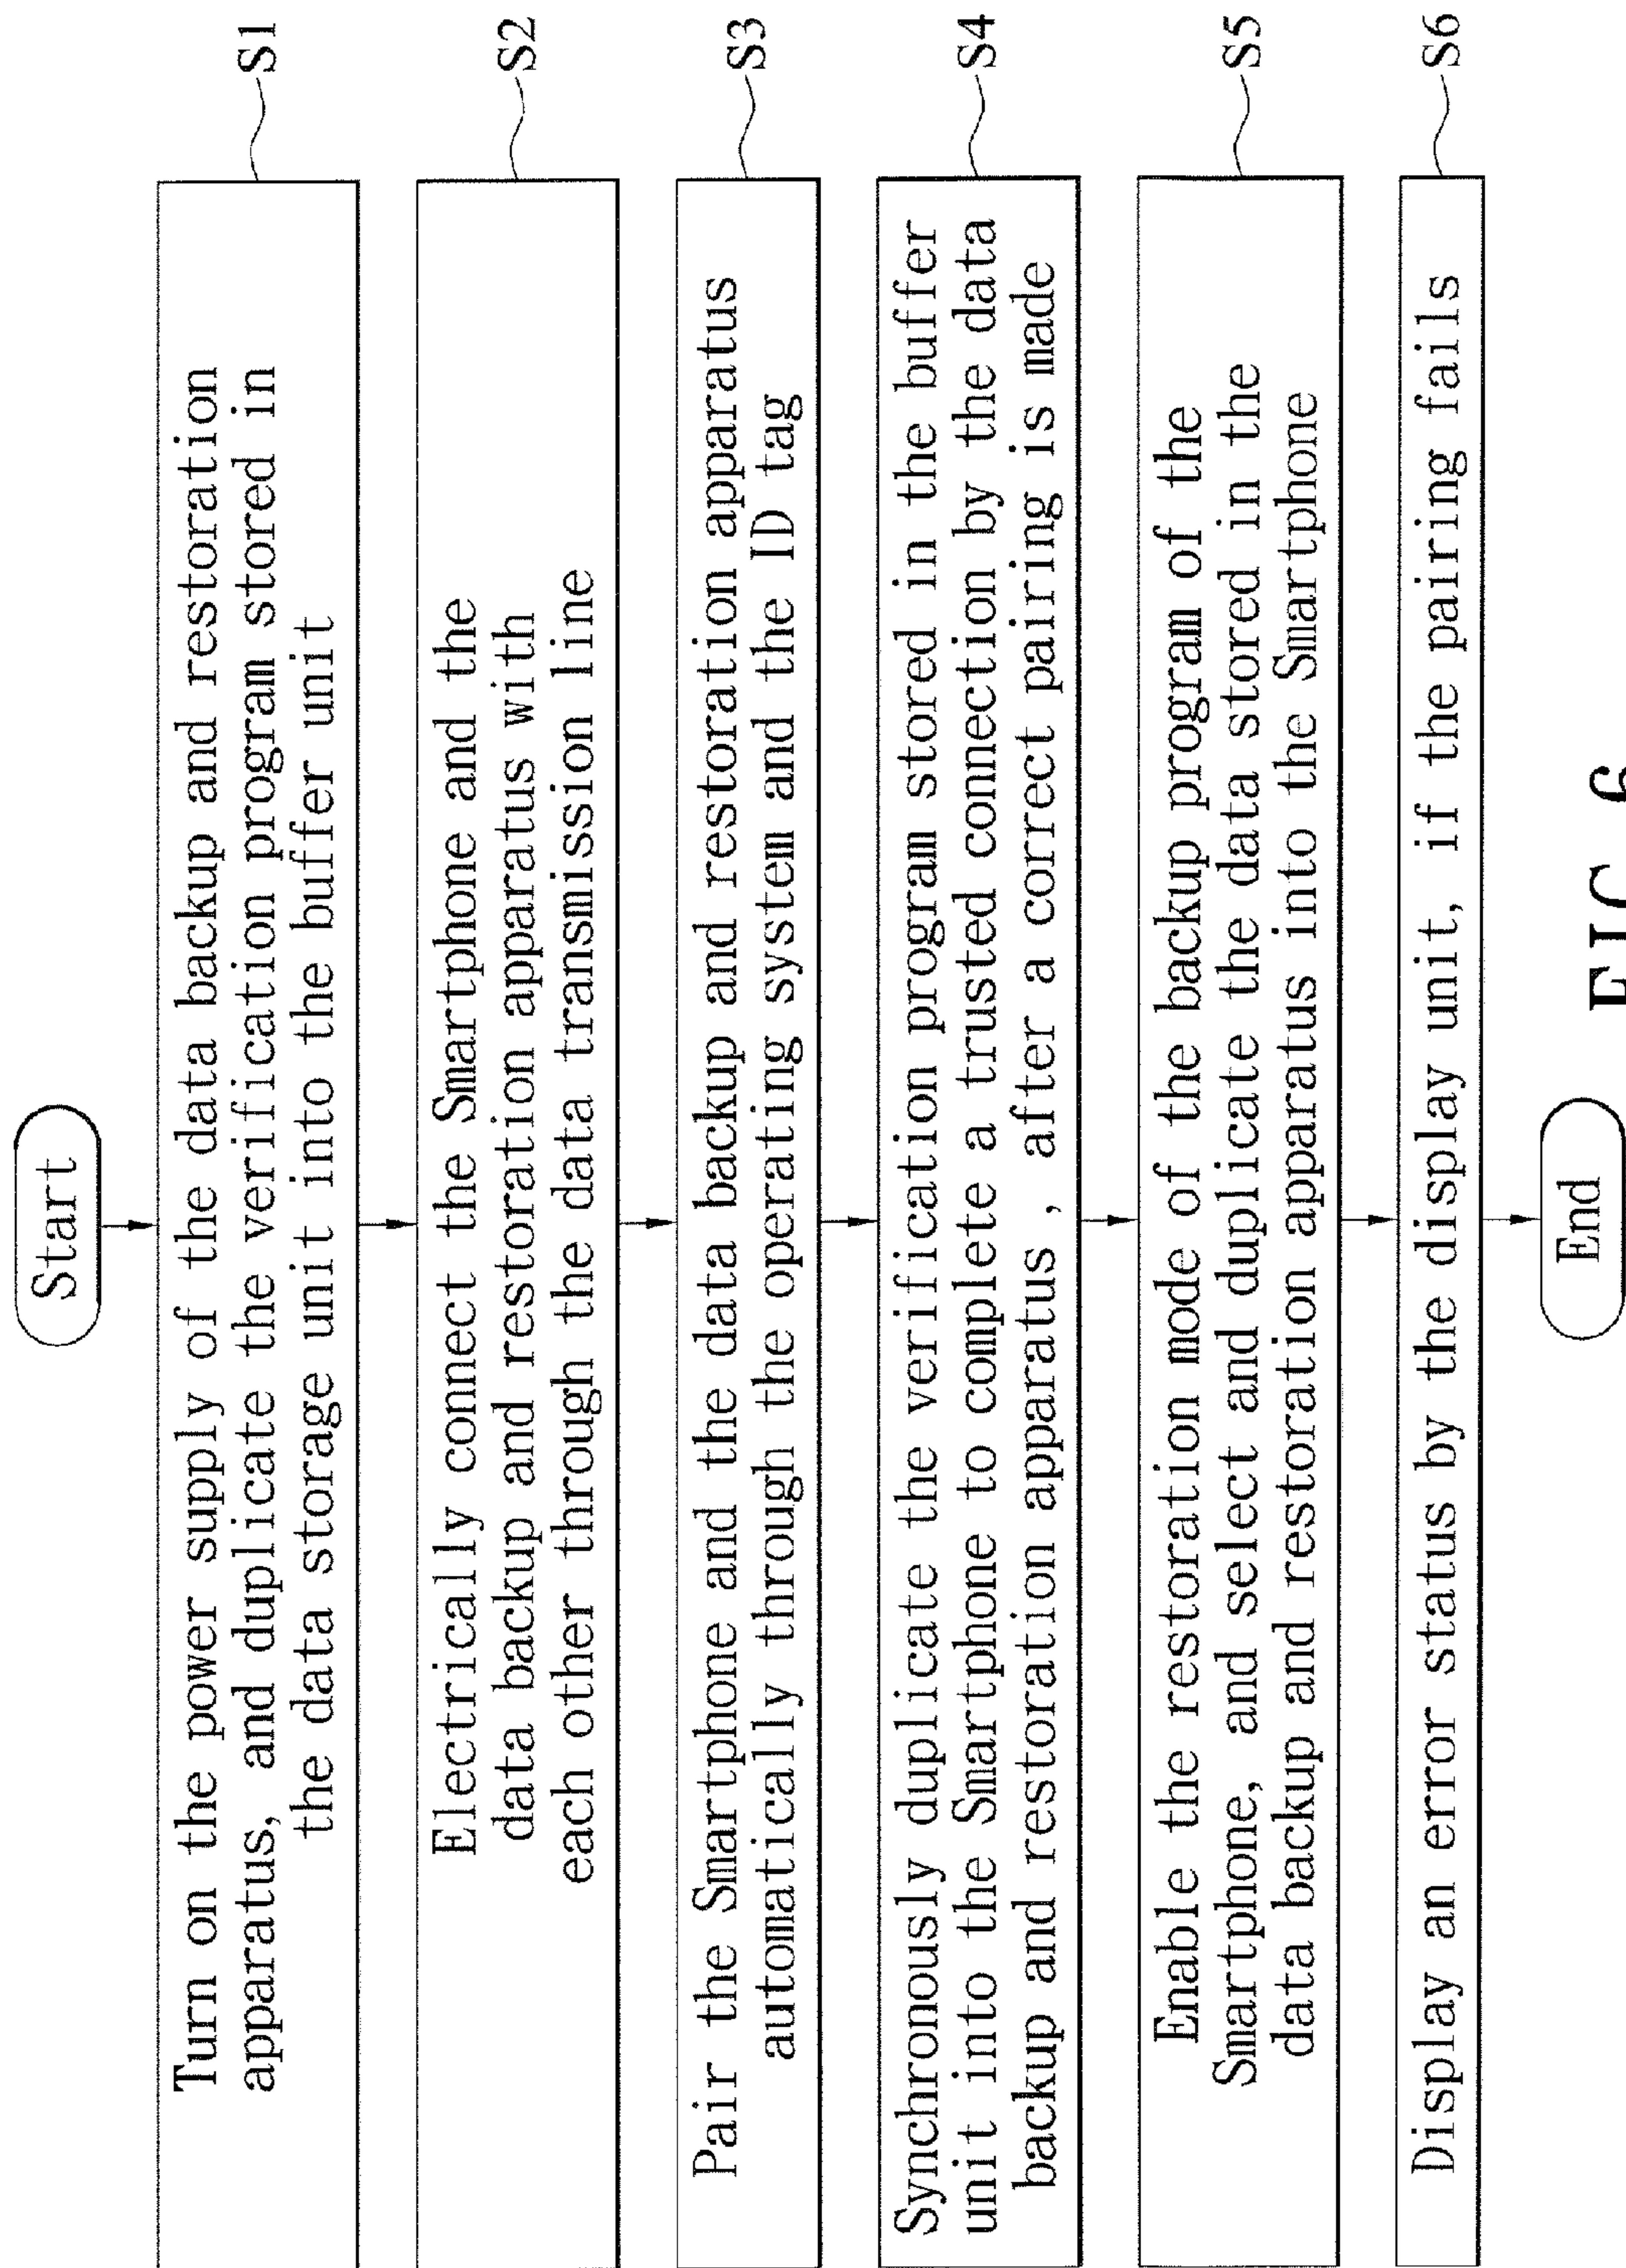 Start
Turn on the power supply of the data backup and restoration
apparatus, and duplicate the verification program stored in
the data storage unit into the buffer unit
S1
Electrically connect the Smartphone and the
data backup and restoration apparatus with
each other through the data transmission line
S2
Pair the Smartphone and the data backup and restoration apparatus
automatically through the operating system and the ID tag
S3
Synchronously duplicate the verification program stored in the buffer
unit into the Smartphone to complete a trusted connection by the data
backup and restoration apparatus, after a correct pairing is made
S4
Enable the restoration mode of the backup program of the
Smartphone, and select and duplicate the data stored in the
data backup and restoration apparatus into the Smartphone
S5
Display an error status by the display unit, if the pairing fails
S6
End